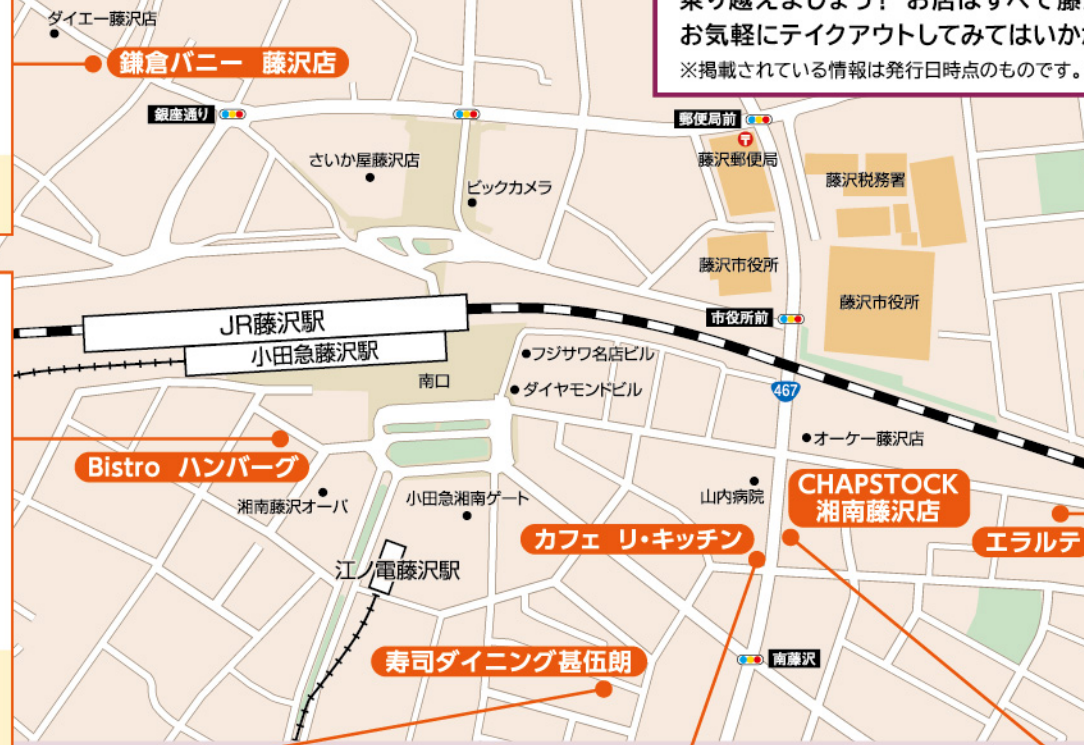 乗り越えましょう! お店はすべて藤
お気軽にテイクアウトしてみてはいか
※掲載されている情報は発行日時点のものです。
ダイエー藤沢店
鎌倉バニー 藤沢店
銀座通り
郵便局前
さいか屋藤沢店
藤沢郵便局
ビックカメラ
藤沢税務署
藤沢市役所
藤沢市役所
JR藤沢駅
市役所前
小田急藤沢駅
フジサワ名店ビル
南口
ダイヤモンドビル
467
オーケー藤沢店
Bistro ハンバーグ
湘南藤沢オーパ
小田急湘南ゲート
山内病院
CHAPSTOCK
湘南藤沢店
カフェ リ・キッチン
エラルテ
江ノ電藤沢駅
寿司ダイニング甚伍朗
南藤沢